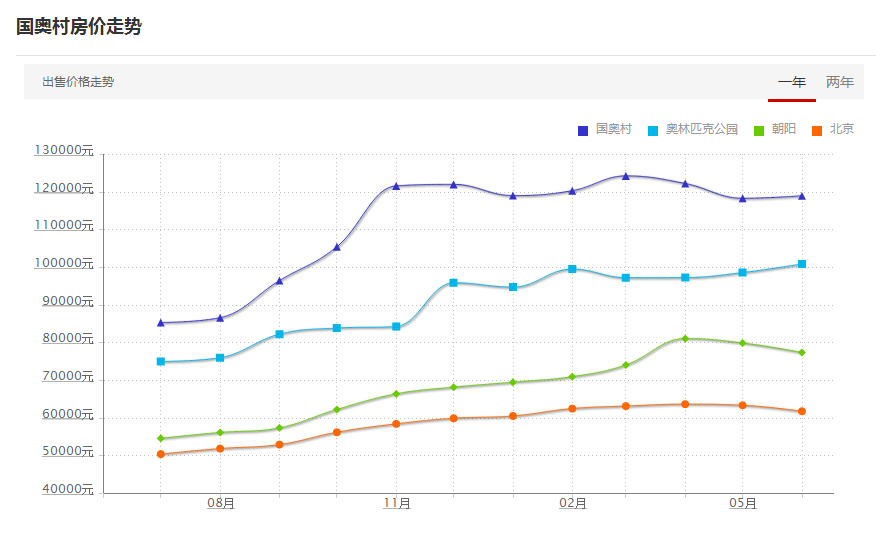 国奥村房价走势
出售价格走势 一年 两年
国奥村 奥林匹克公园 朝阳 北京
130000元
120000元
110000元
100000元
90000元
80000元
70000元
60000元
50000元
40000元
08月 11月 02月 05月